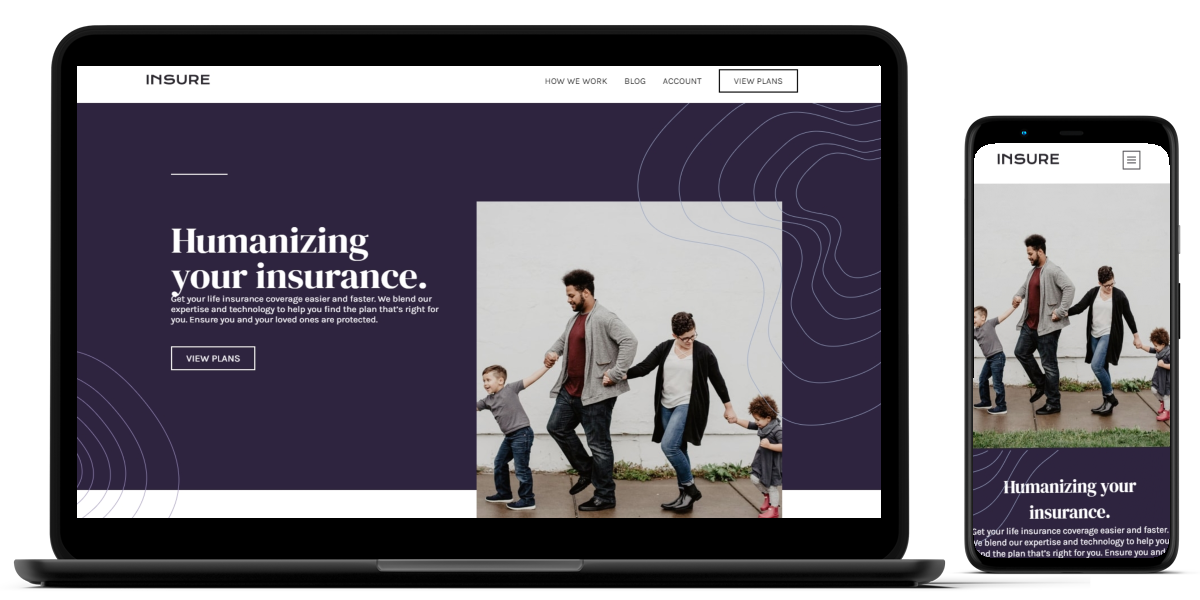 INSURE
HOW WE WORK BLOG ACCOUNT VIEW PLANS
Humanizing
your insurance.
Get your life insurance coverage easier and faster. We blend our
expertise and technology to help you find the plan that's right for
you. Ensure you and your loved ones are protected.
VIEW PLANS
INSURE
Humanizing your
insurance.
Get your life insurance coverage easier and faster.
We blend our expertise and technology to help you
find the plan that's right for you. Ensure you and